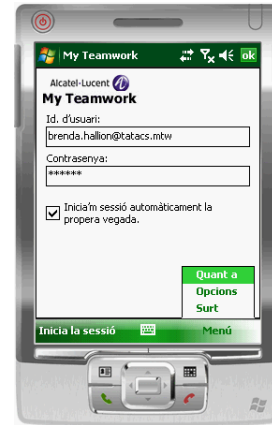 My Teamwork
ok
Alcatel-Lucent
My Teamwork
Id. d'usuari:
brenda.hallion@tatacs.mtw
Contrasenya:
******
Inicia'm sessió automàticament la
propera vegada.
Quant a
Opcions
Surt
Inicia la sessió
Menú